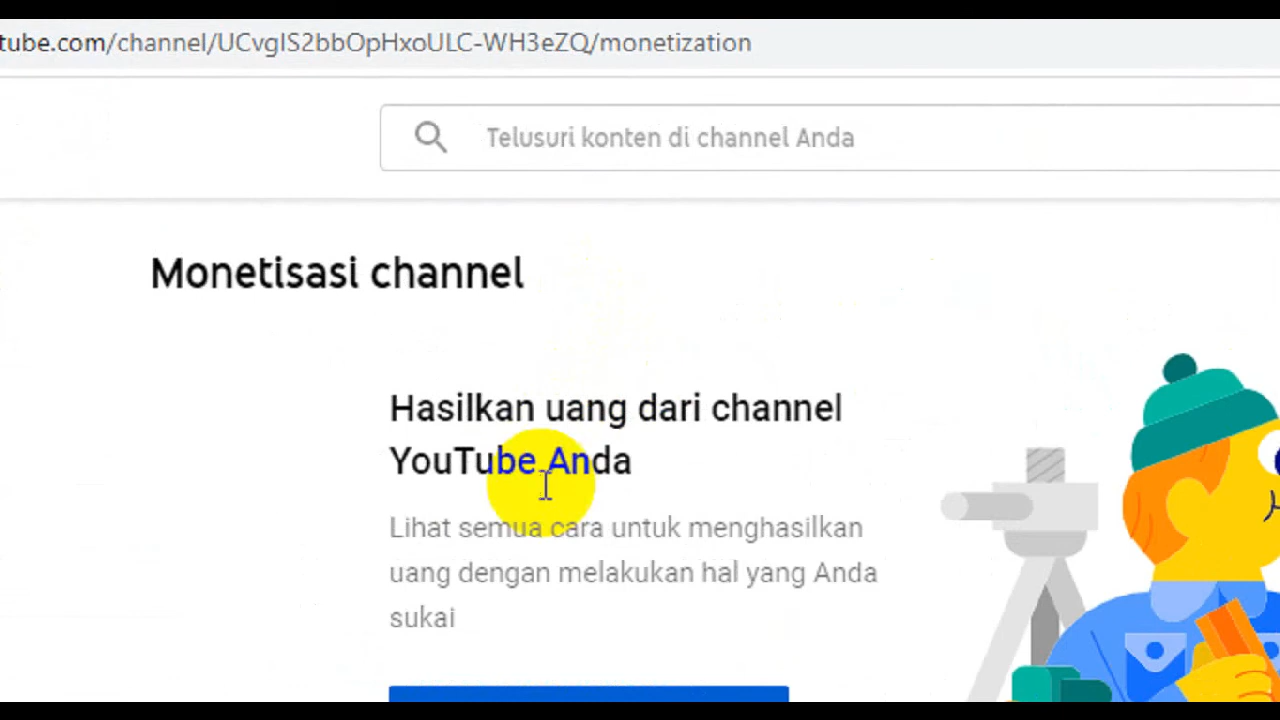 tube.com/channel/UCvgIS2bbOpHxoULC-WH3eZQ/monetization
Telusuri konten di channel Anda
Monetisasi channel
Hasilkan uang dari channel
YouTube Anda
Lihat semua cara untuk menghasilkan
uang dengan melakukan hal yang Anda
sukai